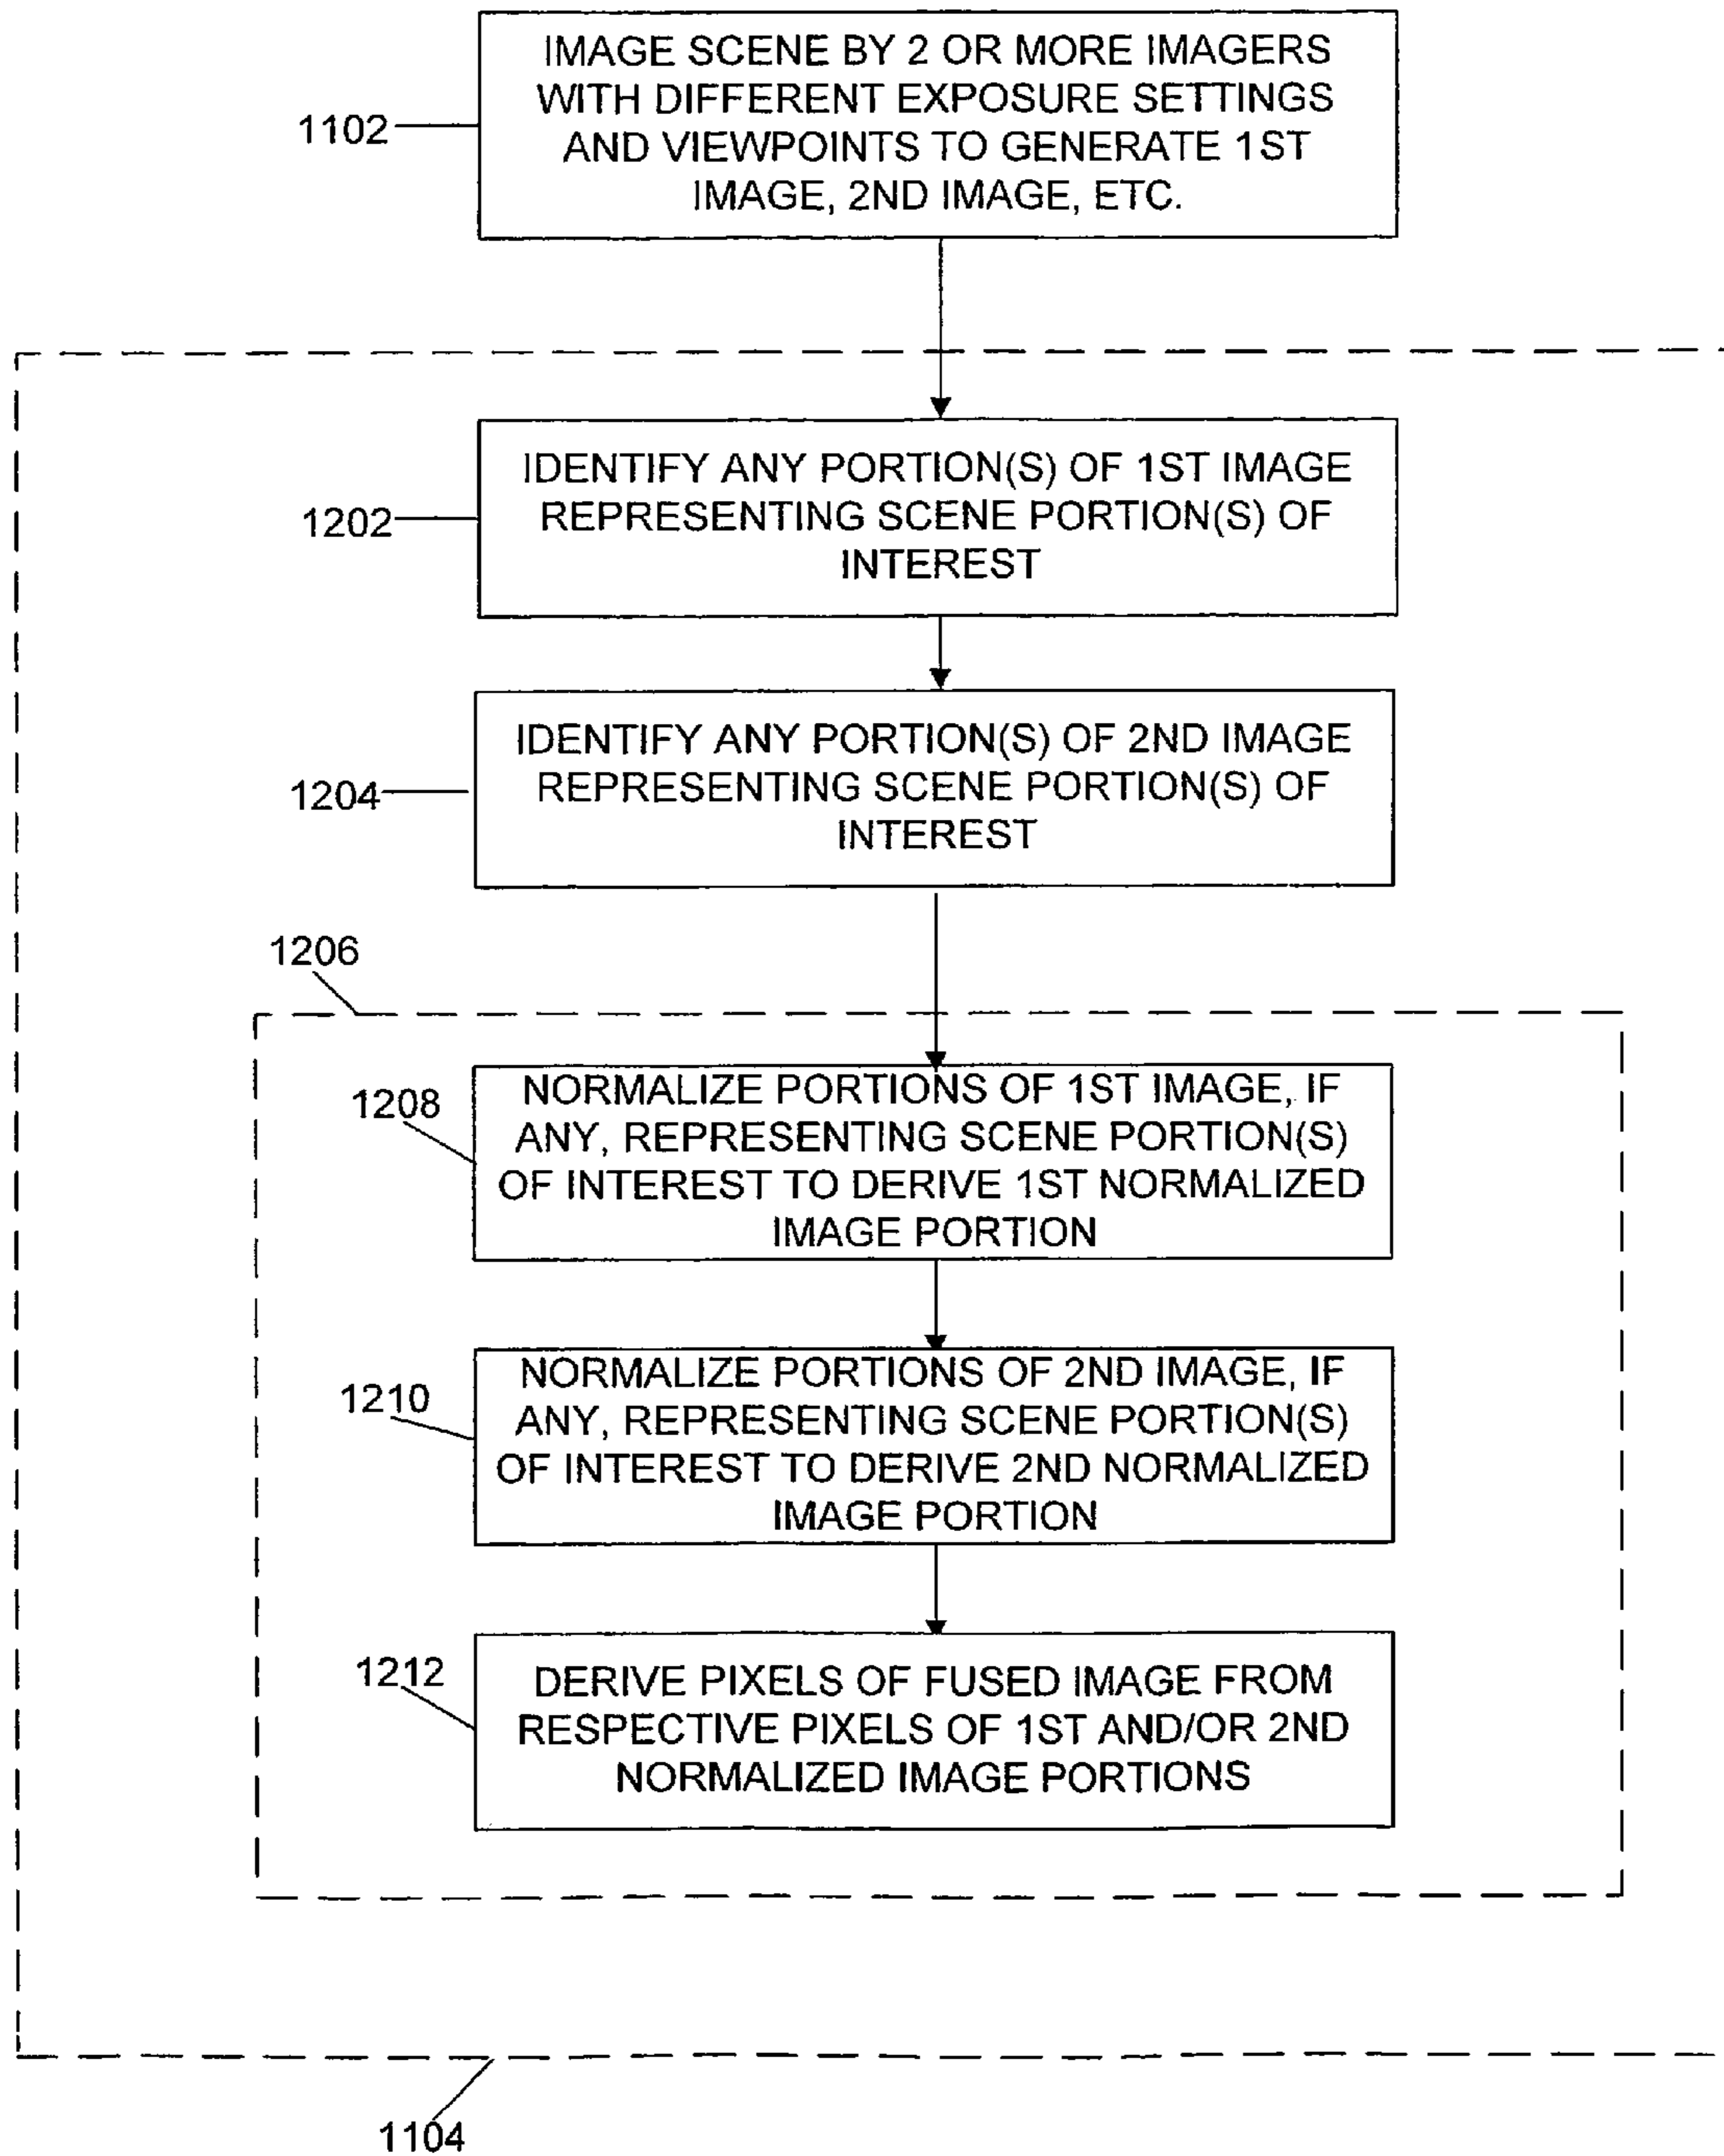 IMAGE SCENE BY 2 OR MORE IMAGERS
WITH DIFFERENT EXPOSURE SETTINGS
AND VIEWPOINTS TO GENERATE 1ST
IMAGE, 2ND IMAGE, ETC.
1102
IDENTIFY ANY PORTION(S) OF 1ST IMAGE
REPRESENTING SCENE PORTION(S) OF
INTEREST
1202
IDENTIFY ANY PORTION(S) OF 2ND IMAGE
REPRESENTING SCENE PORTION(S) OF
INTEREST
1204
1206
NORMALIZE PORTIONS OF 1ST IMAGE, IF
ANY, REPRESENTING SCENE PORTION(S)
OF INTEREST TO DERIVE 1ST NORMALIZED
IMAGE PORTION
1208
NORMALIZE PORTIONS OF 2ND IMAGE, IF
ANY, REPRESENTING SCENE PORTION(S)
OF INTEREST TO DERIVE 2ND NORMALIZED
IMAGE PORTION
1210
DERIVE PIXELS OF FUSED IMAGE FROM
RESPECTIVE PIXELS OF 1ST AND/OR 2ND
NORMALIZED IMAGE PORTIONS
1212
1104